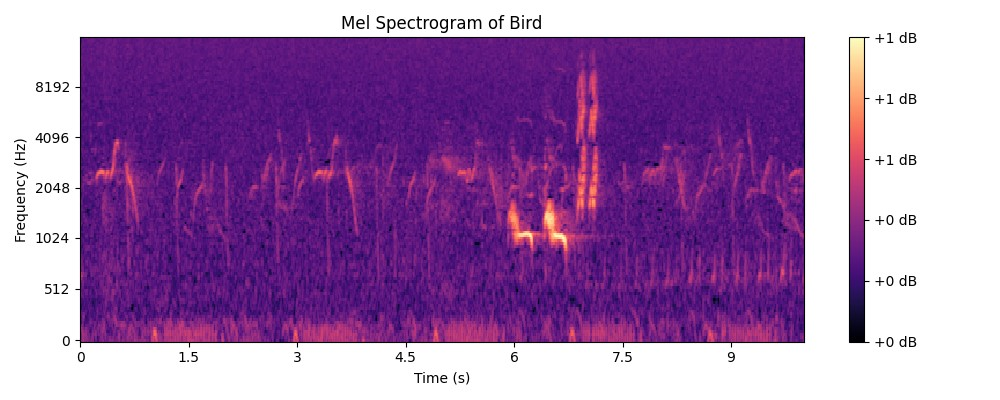 Mel Spectrogram of Bird
Frequency (Hz)
8192
4096
2048
1024
512
0
0 1.5 3 4.5 6 7.5 9
Time (s)
+1 dB
+1 dB
+1 dB
+0 dB
+0 dB
+0 dB